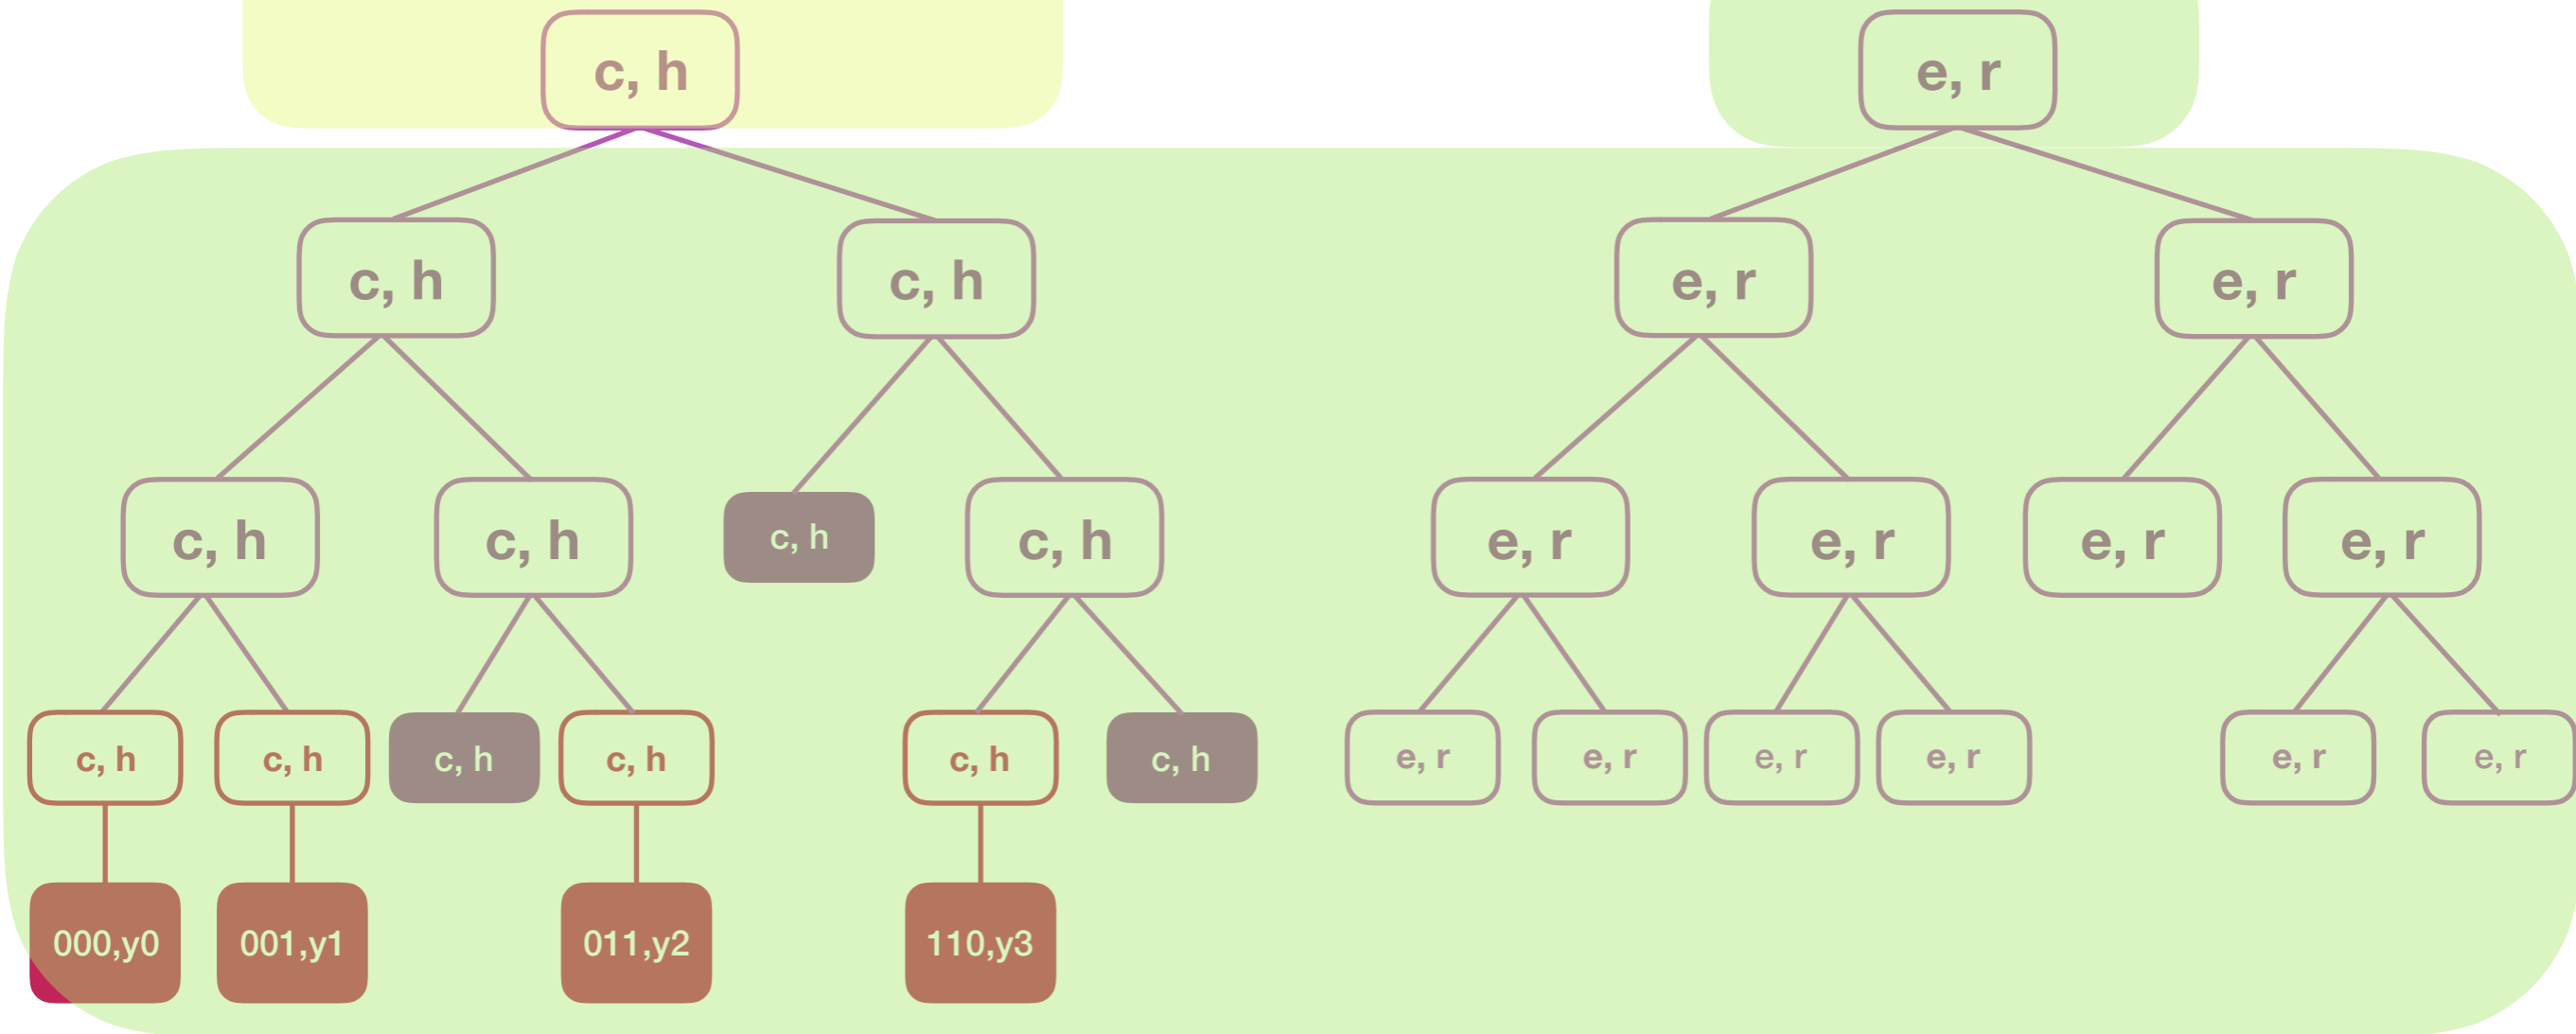 c, h
e, r
c, h
c, h
e, r
e, r
c, h
c, h
c, h
c, h
e, r
e, r
e, r
e, r
c, h
c, h
c, h
c, h
c, h
c, h
e, r
e, r
e, r
e, r
e, r
e, r
000,y0
001,y1
011,y2
110,y3